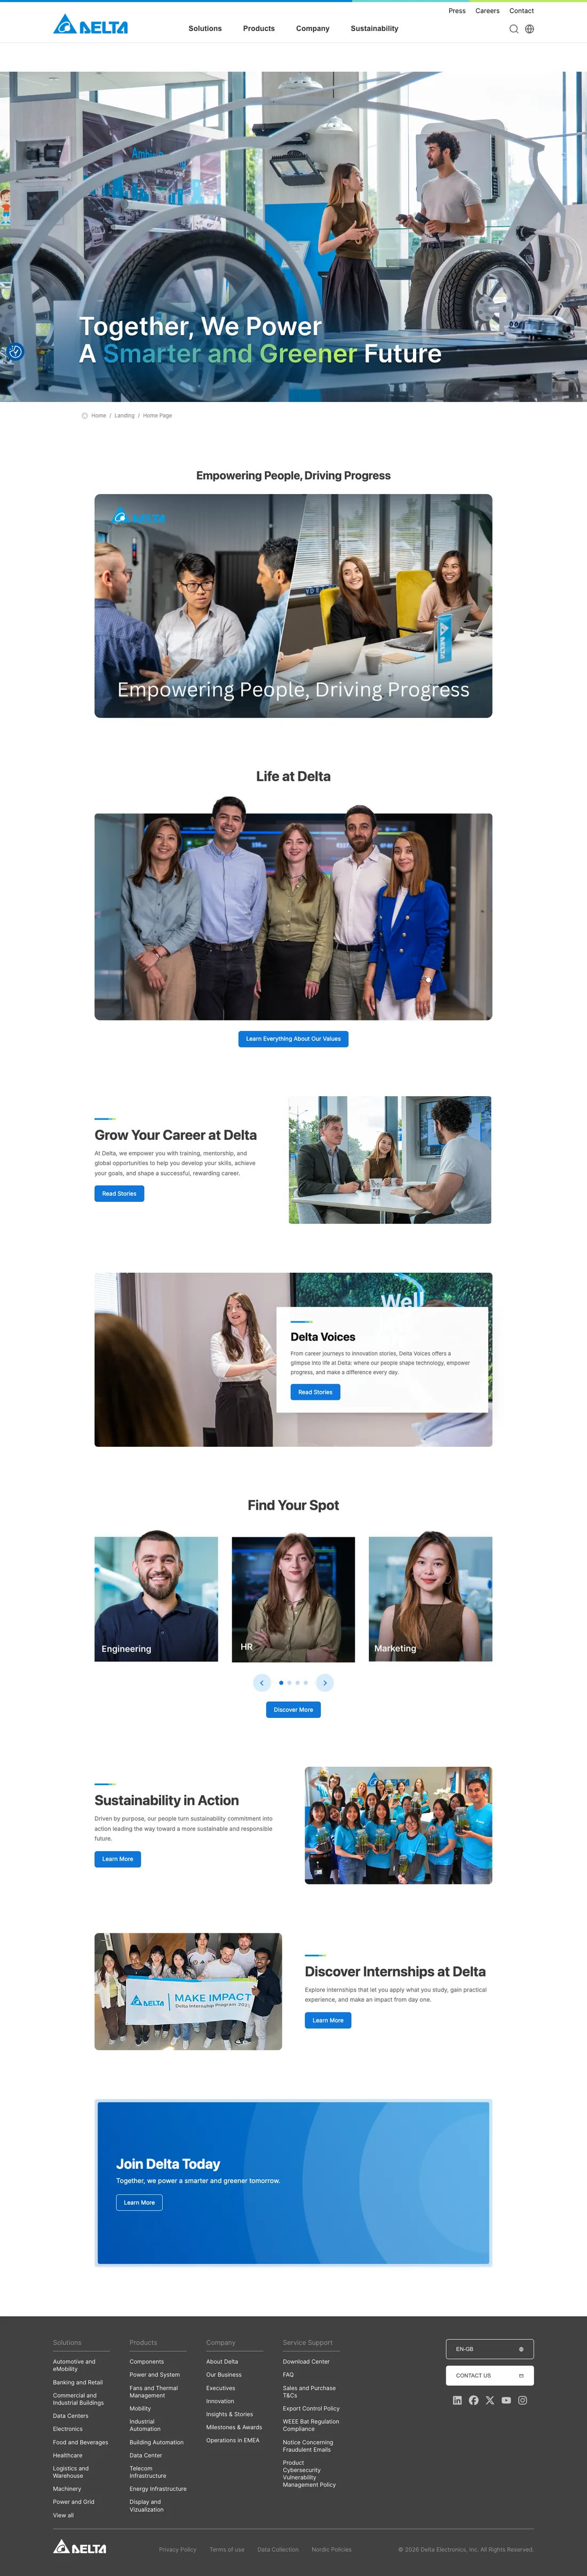 Press Careers Contact
DELTA
Solutions Products Company Sustainability
Together, We Power
A Smarter and Greener Future
Home / Landing / Home Page
Empowering People, Driving Progress
DELTA
DELTA
Empowering People, Driving Progress
Life at Delta
Learn Everything About Our Values
Grow Your Career at Delta
At Delta, we empower you with training, mentorship, and
global opportunities to help you develop your skills, achieve
your goals, and shape a successful, rewarding career.
Read Stories
Well
Delta Voices
From career journeys to innovation stories, Delta Voices offers a
glimpse into life at Delta: where our people shape technology, empower
progress, and make a difference every day.
Read Stories
Find Your Spot
Engineering
HR
Marketing
Discover More
Sustainability in Action
Driven by purpose, our people turn sustainability commitment into
action leading the way toward a more sustainable and responsible
future.
Learn More
DELTA
MAKE IMPACT
Delta Internship Program
Discover Internships at Delta
Explore internships that let you apply what you study, gain practical
experience, and make an impact from day one.
Learn More
Join Delta Today
Together, we power a smarter and greener tomorrow.
Learn More
Solutions
Automotive and
eMobility
Banking and Retail
Commercial and
Industrial Buildings
Data Centers
Electronics
Food and Beverages
Healthcare
Logistics and
Warehouse
Machinery
Power and Grid
View all
Products
Components
Power and System
Fans and Thermal
Management
Mobility
Industrial
Automation
Building Automation
Data Center
Telecom
Infrastructure
Energy Infrastructure
Display and
Vizualization
Company
About Delta
Our Business
Executives
Innovation
Insights & Stories
Milestones & Awards
Operations in EMEA
Service Support
Download Center
FAQ
Sales and Purchase
T&Cs
Export Control Policy
WEEE Bat Regulation
Compliance
Notice Concerning
Fraudulent Emails
Product
Cybersecurity
Vulnerability
Management Policy
EN-GB
CONTACT US
DELTA
Privacy Policy Terms of use Data Collection Nordic Policies
© 2026 Delta Electronics, Inc. All Rights Reserved.